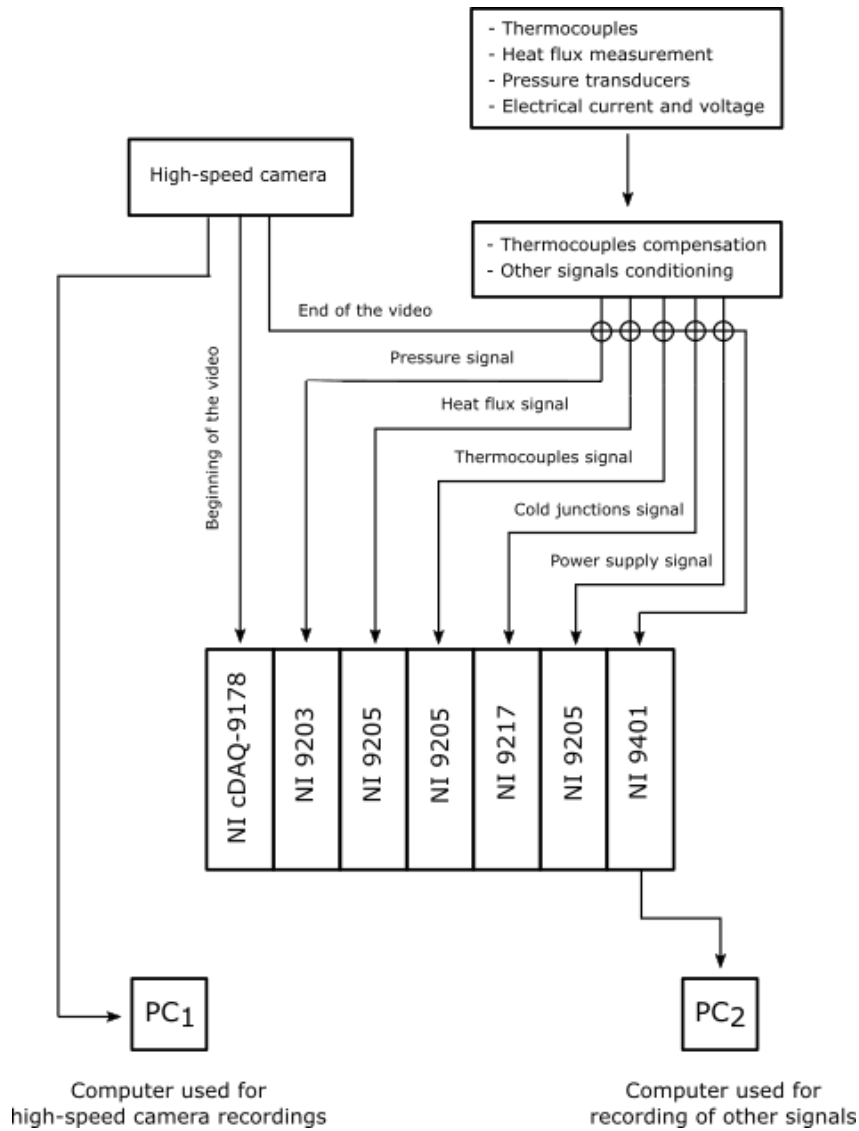 - Thermocouples
- Heat flux measurement
- Pressure transducers
- Electrical current and voltage
High-speed camera
- Thermocouples compensation
- Other signals conditioning
End of the video
Pressure signal
Heat flux signal
Thermocouples signal
Cold junctions signal
Power supply signal
Beginning of the video
NI cDAQ-9178
NI 9203
NI 9205
NI 9205
NI 9217
NI 9205
NI 9401
PC1
PC2
Computer used for
high-speed camera recordings
Computer used for
recording of other signals